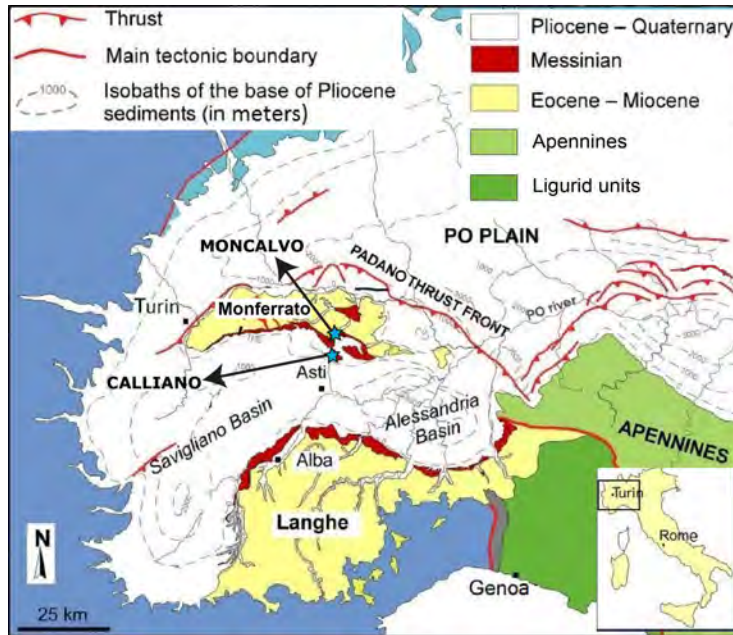 Thrust
Main tectonic boundary
1000
Isobaths of the base of Pliocene
sediments (in meters)
Pliocene – Quaternary
Messinian
Eocene – Miocene
Apennines
Ligurid units
MONCALVO
PO PLAIN
PADANO THRUST FRONT
PO river
Turin
Monferrato
CALLIANO
Asti
Savigliano Basin
Alessandria
Basin
APENNINES
Alba
Langhe
N
25 km
Genoa
Turin
Rome